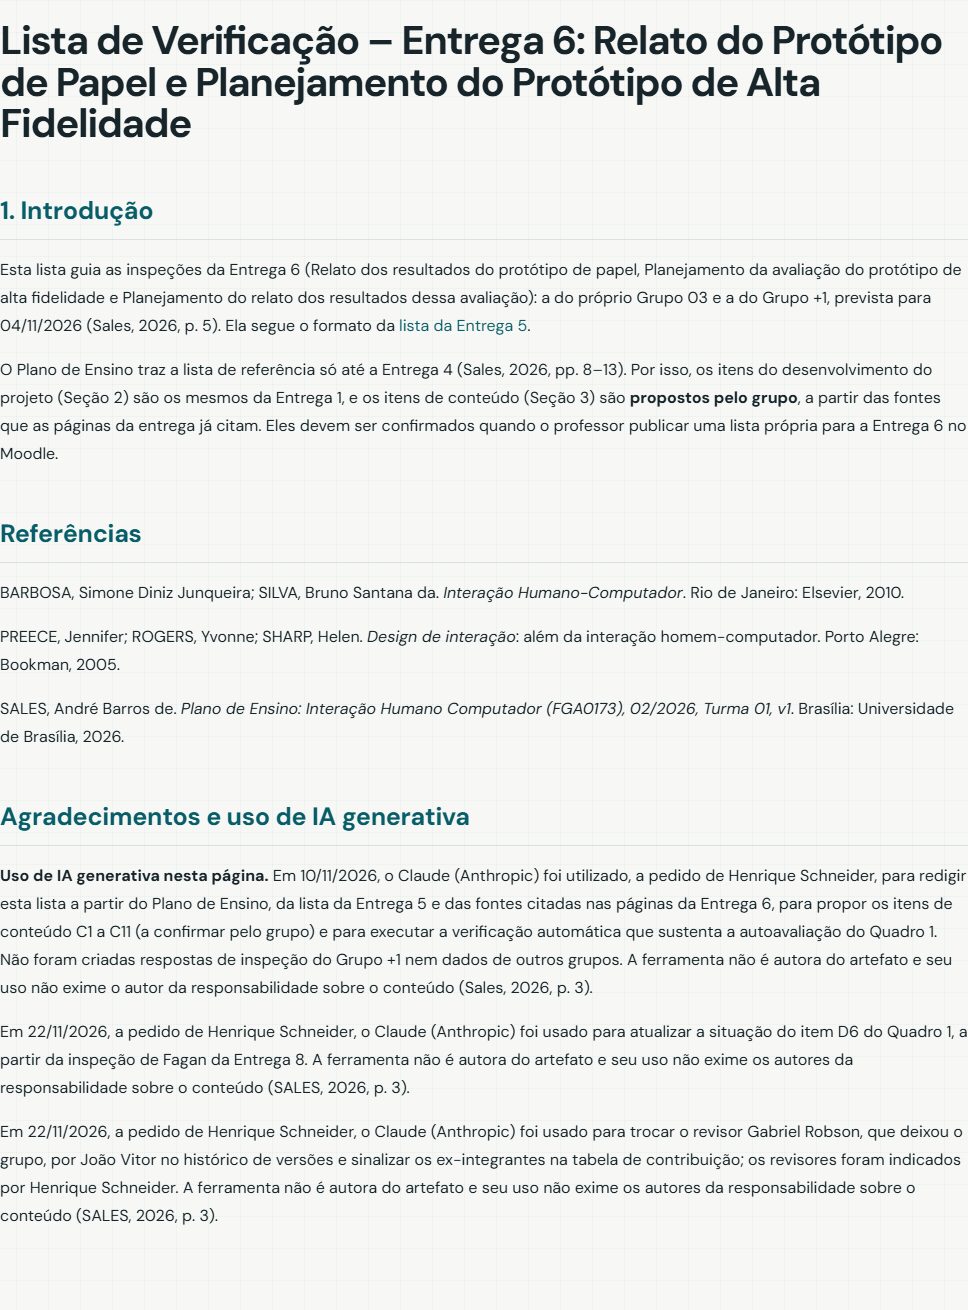 Lista de Verificação – Entrega 6: Relato do Protótipo
de Papel e Planejamento do Protótipo de Alta
Fidelidade
1. Introdução
Esta lista guia as inspeções da Entrega 6 (Relato dos resultados do protótipo de papel, Planejamento da avaliação do protótipo de
alta fidelidade e Planejamento do relato dos resultados dessa avaliação): a do próprio Grupo 03 e a do Grupo +1, prevista para
04/11/2026 (Sales, 2026, p. 5). Ela segue o formato da lista da Entrega 5.
O Plano de Ensino traz a lista de referência só até a Entrega 4 (Sales, 2026, pp. 8–13). Por isso, os itens do desenvolvimento do
projeto (Seção 2) são os mesmos da Entrega 1, e os itens de conteúdo (Seção 3) são propostos pelo grupo, a partir das fontes
que as páginas da entrega já citam. Eles devem ser confirmados quando o professor publicar uma lista própria para a Entrega 6 no
Moodle.
Referências
BARBOSA, Simone Diniz Junqueira; SILVA, Bruno Santana da. Interação Humano-Computador. Rio de Janeiro: Elsevier, 2010.
PREECE, Jennifer; ROGERS, Yvonne; SHARP, Helen. Design de interação: além da interação homem-computador. Porto Alegre:
Bookman, 2005.
SALES, André Barros de. Plano de Ensino: Interação Humano Computador (FGA0173), 02/2026, Turma 01, v1. Brasília: Universidade
de Brasília, 2026.
Agradecimentos e uso de IA generativa
Uso de IA generativa nesta página. Em 10/11/2026, o Claude (Anthropic) foi utilizado, a pedido de Henrique Schneider, para redigir
esta lista a partir do Plano de Ensino, da lista da Entrega 5 e das fontes citadas nas páginas da Entrega 6, para propor os itens de
conteúdo C1 a C11 (a confirmar pelo grupo) e para executar a verificação automática que sustenta a autoavaliação do Quadro 1.
Não foram criadas respostas de inspeção do Grupo +1 nem dados de outros grupos. A ferramenta não é autora do artefato e seu
uso não exime o autor da responsabilidade sobre o conteúdo (Sales, 2026, p. 3).
Em 22/11/2026, a pedido de Henrique Schneider, o Claude (Anthropic) foi usado para atualizar a situação do item D6 do Quadro 1, a
partir da inspeção de Fagan da Entrega 8. A ferramenta não é autora do artefato e seu uso não exime os autores da
responsabilidade sobre o conteúdo (SALES, 2026, p. 3).
Em 22/11/2026, a pedido de Henrique Schneider, o Claude (Anthropic) foi usado para trocar o revisor Gabriel Robson, que deixou o
grupo, por João Vitor no histórico de versões e sinalizar os ex-integrantes na tabela de contribuição; os revisores foram indicados
por Henrique Schneider. A ferramenta não é autora do artefato e seu uso não exime os autores da responsabilidade sobre o
conteúdo (SALES, 2026, p. 3).